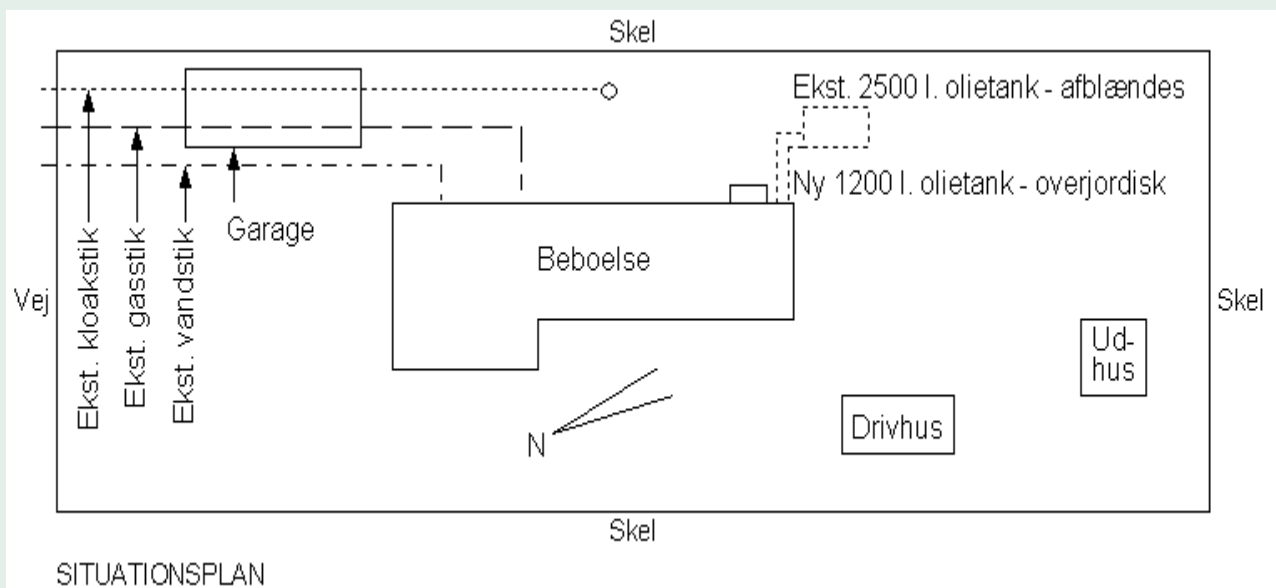 Skel
Ekst. 2500 l. olietank - afblændes
Ny 1200 l. olietank - overjordisk
Garage
Beboelse
Vej
Ekst. kloakstik
Ekst. gasstik
Ekst. vandstik
Skel
Ud-
hus
Drivhus
N
Skel
SITUATIONSPLAN